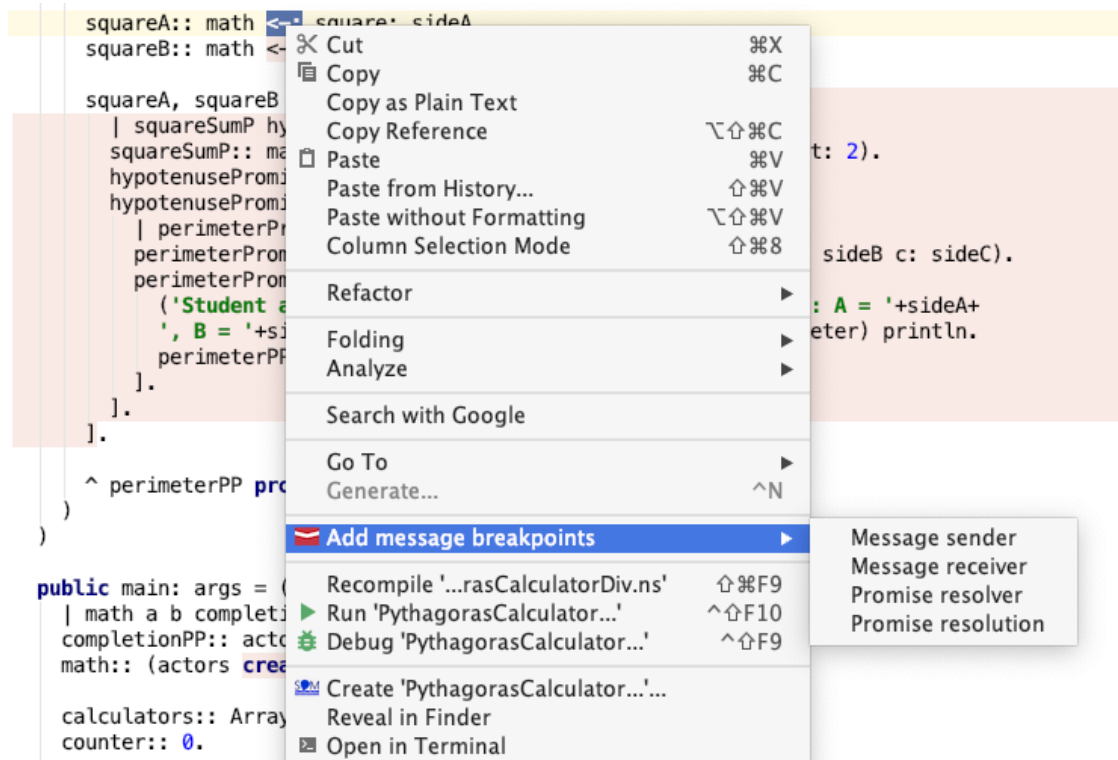 squareA:: math <-: square: sideA
squareB:: math <-
squareA, squareB
| squareSumP hy
squareSumP:: ma
t: 2).
hypotenusePromi
hypotenusePromi
| perimeterPr
perimeterProm
sideB c: sideC).
perimeterProm
('Student a
: A = '+sideA+
', B = '+si
eter) println.
perimeterPP
].
].
].
^ perimeterPP pro
)
)
public main: args = (
| math a b completi
completionPP:: acto
math:: (actors crea
calculators:: Array
counter:: 0.
Cut ⌘X
Copy ⌘C
Copy as Plain Text
Copy Reference ⌥⇧⌘C
Paste ⌘V
Paste from History... ⇧⌘V
Paste without Formatting ⌥⇧⌘V
Column Selection Mode ⇧⌘8
Refactor
Folding
Analyze
Search with Google
Go To
Generate... ^N
Add message breakpoints
Recompile '...rasCalculatorDiv.ns' ⇧⌘F9
Run 'PythagorasCalculator...' ^⇧F10
Debug 'PythagorasCalculator...' ^⇧F9
SOM Create 'PythagorasCalculator...'...
Reveal in Finder
Open in Terminal
Message sender
Message receiver
Promise resolver
Promise resolution